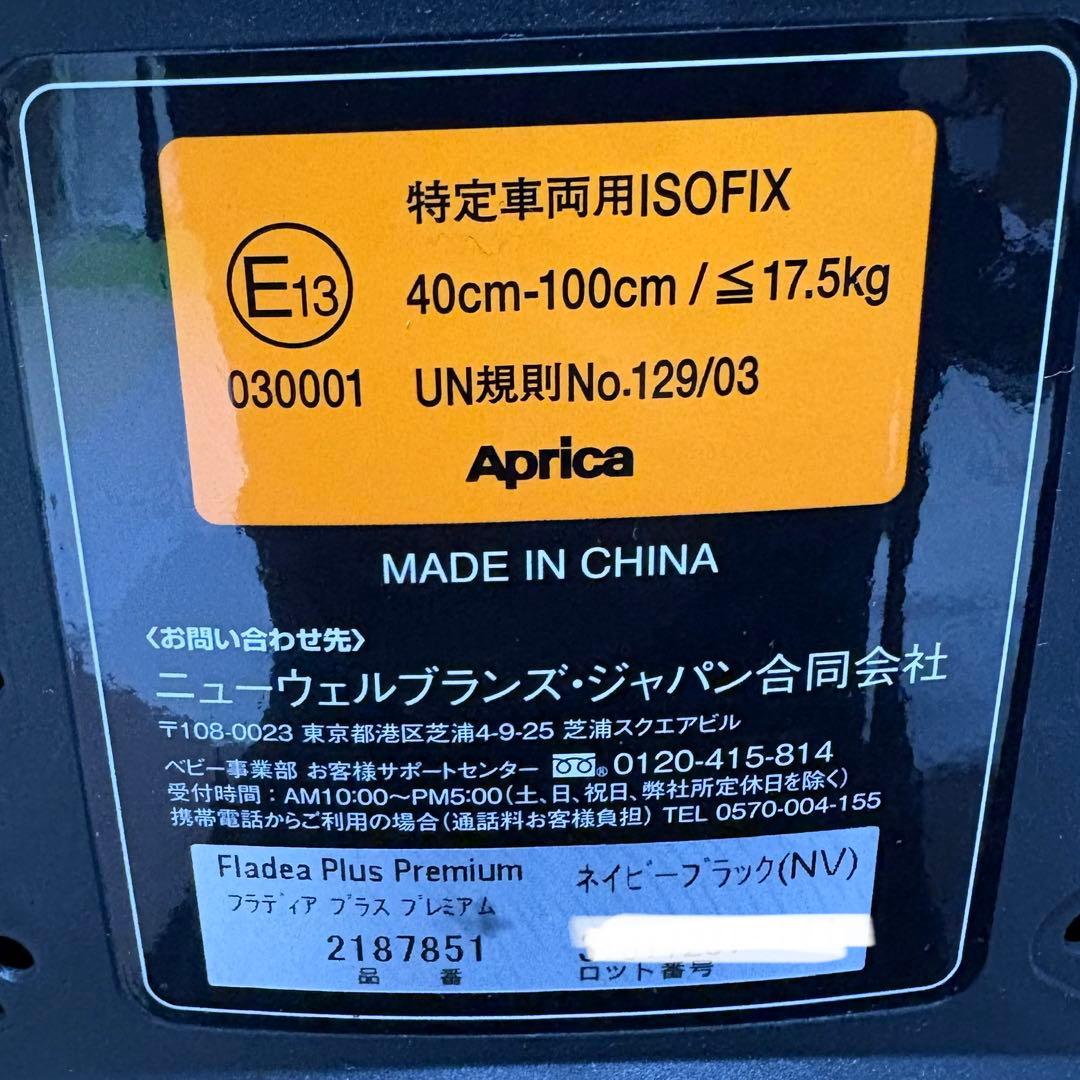 特定車両用ISOFIX
E13
40cm-100cm / ≦17.5kg
030001 UN規則No.129/03
Aprica
MADE IN CHINA
〈お問い合わせ先〉
ニューウェルブランズ・ジャパン合同会社
〒108-0023 東京都港区芝浦4-9-25 芝浦スクエアビル
ベビー事業部 お客様サポートセンター ® 0120-415-814
受付時間：AM10:00〜PM5:00（土、日、祝日、弊社所定休日を除く）
携帯電話からご利用の場合（通話料お客様負担） TEL 0570-004-155
Fladea Plus Premium ネイビーブラック(NV)
フラディア プラス プレミアム
2187851
品 番 ロット番号